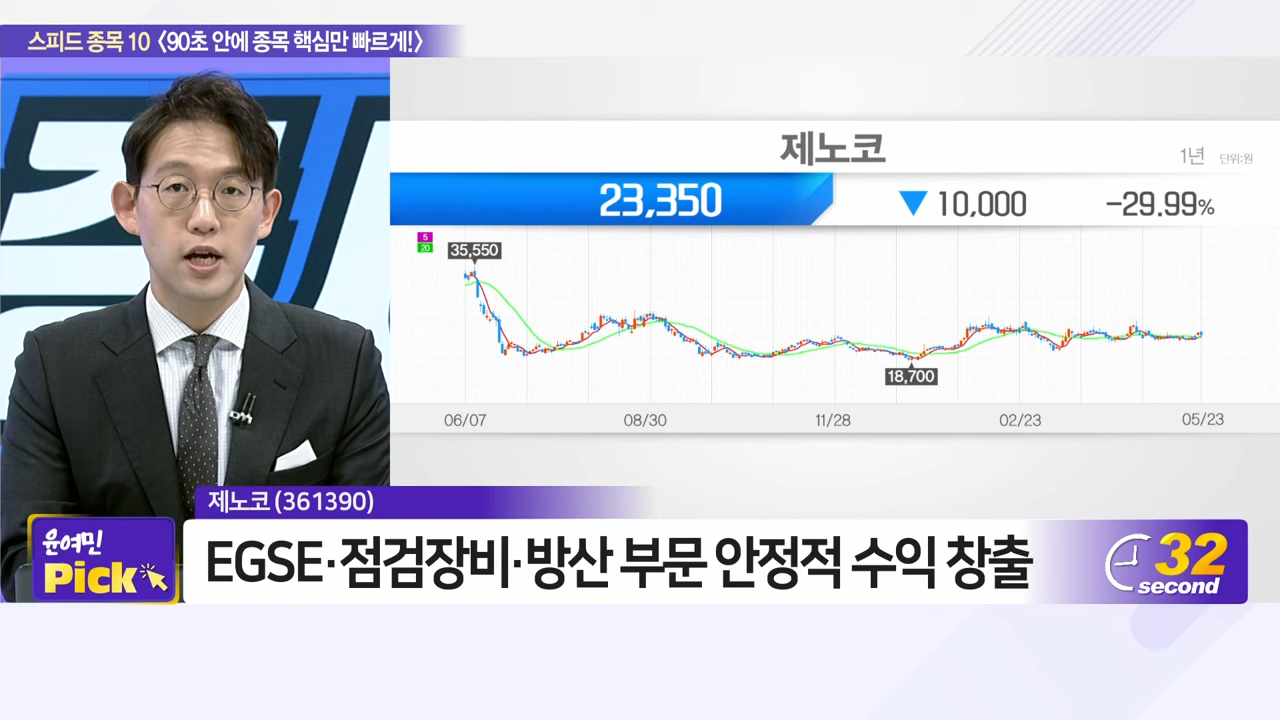 스피드 종목 10 〈90초 안에 종목 핵심만 빠르게!〉
제노코
1년 단위:원
23,350 ▼ 10,000 -29.99%
5
20
35,550
18,700
06/07 08/30 11/28 02/23 05/23
제노코 (361390)
윤여민
Pick
EGSE·점검장비·방산 부문 안정적 수익 창출
32
second